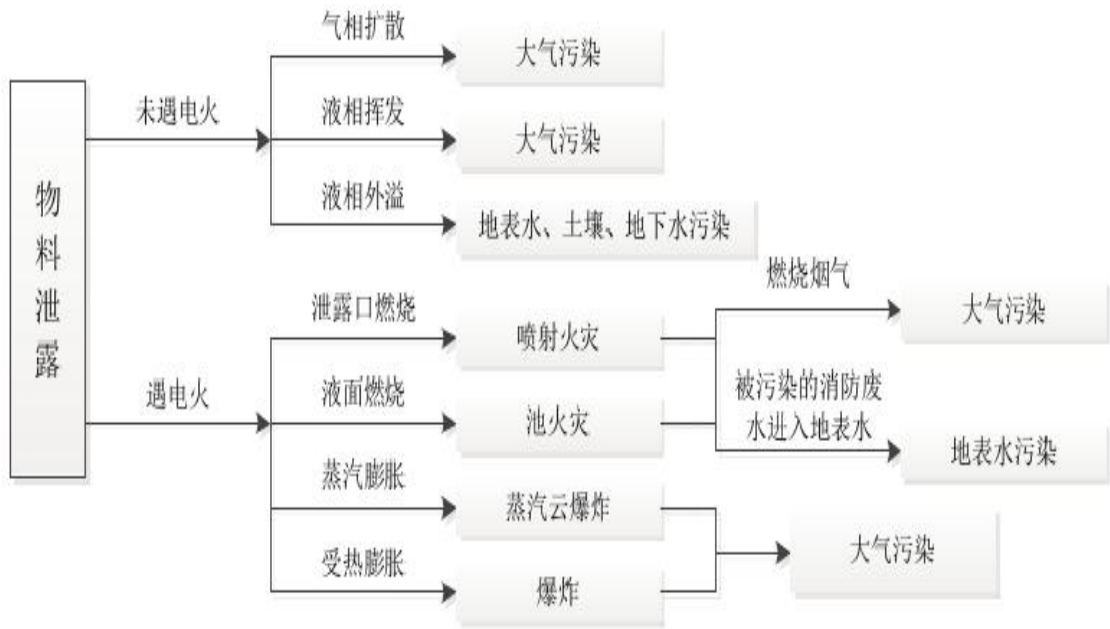 物料泄露
未遇电火
气相扩散
大气污染
液相挥发
大气污染
液相外溢
地表水、土壤、地下水污染
遇电火
泄露口燃烧
喷射火灾
液面燃烧
池火灾
燃烧烟气
大气污染
被污染的消防废
水进入地表水
地表水污染
蒸汽膨胀
蒸汽云爆炸
受热膨胀
爆炸
大气污染